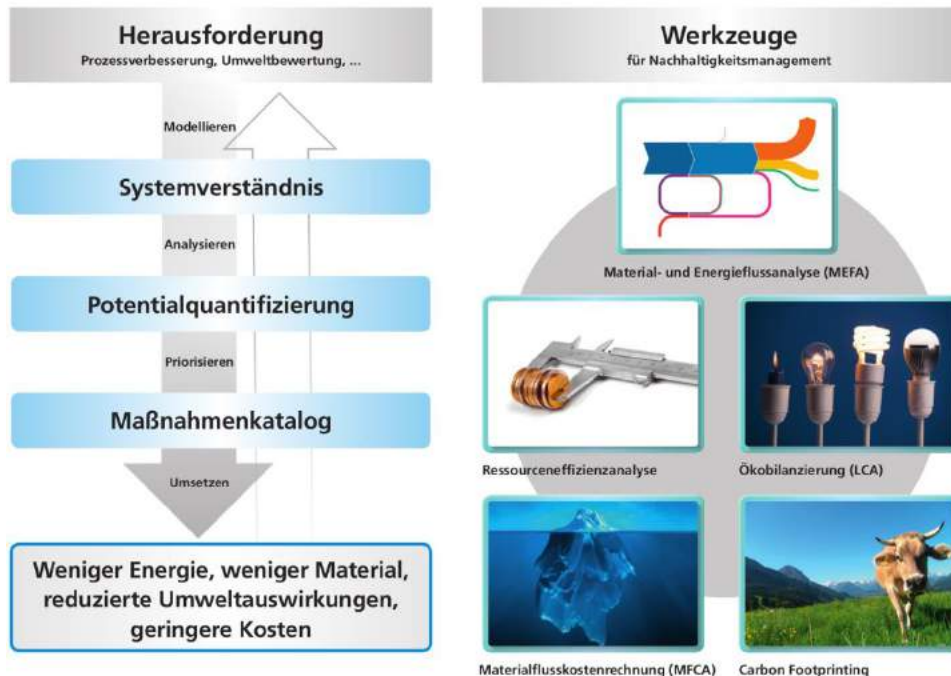 Herausforderung
Prozessverbesserung, Umweltbewertung, ...
Modellieren
Systemverständnis
Analysieren
Potentialquantifizierung
Priorisieren
Maßnahmenkatalog
Umsetzen
Weniger Energie, weniger Material,
reduzierte Umweltauswirkungen,
geringere Kosten
Werkzeuge
für Nachhaltigkeitsmanagement
Material- und Energieflussanalyse (MEFA)
Ressourceneffizienzanalyse
Ökobilanzierung (LCA)
Materialflusskostenrechnung (MFCA)
Carbon Footprinting